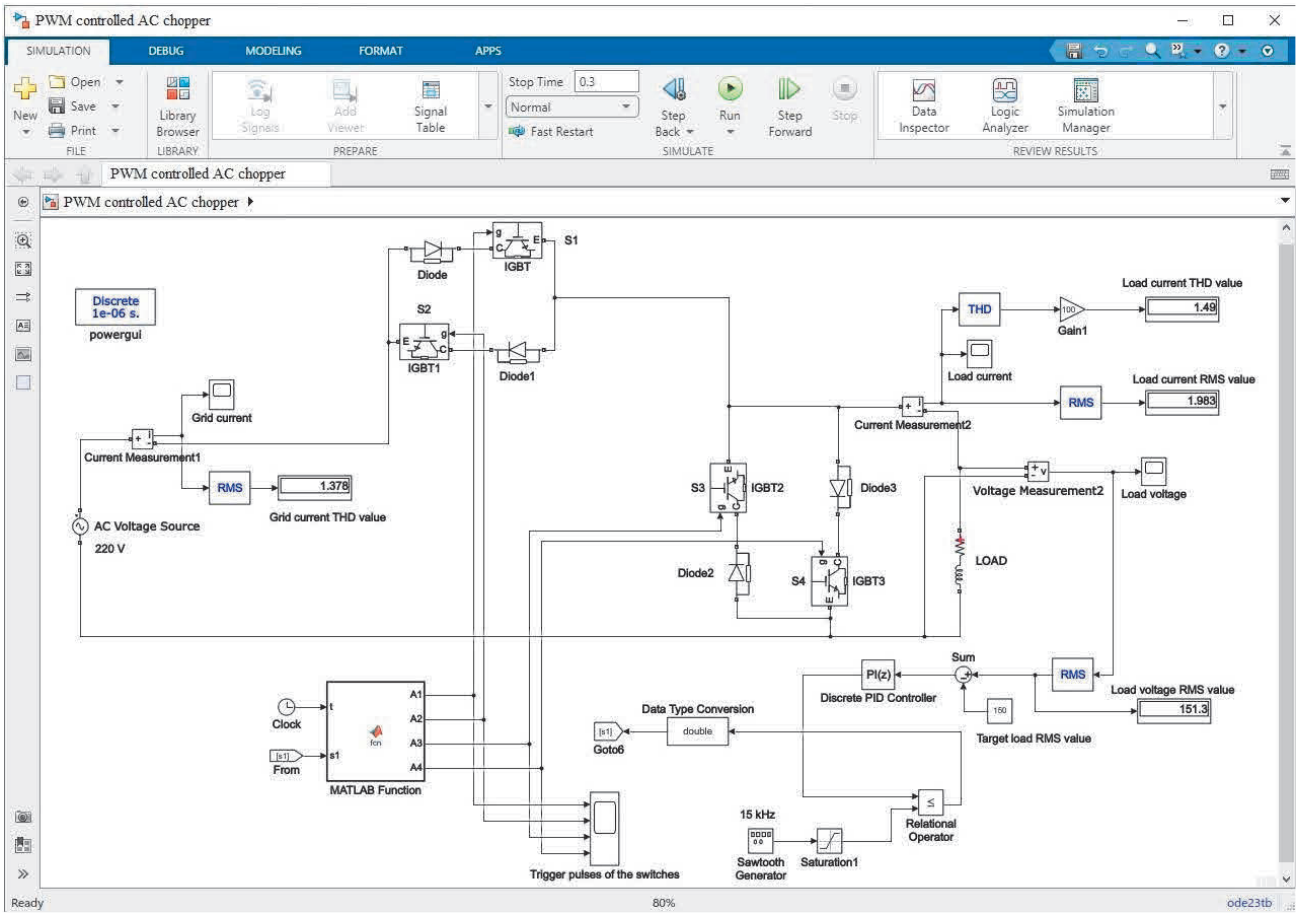 PWM controlled AC chopper
SIMULATION DEBUG MODELING FORMAT APPS
New
Open
Save
Print
FILE
Library Browser
LIBRARY
Log Signals
Add Viewer
Signal Table
PREPARE
Stop Time 0.3
Normal
Fast Restart
Step Back
Run
Step Forward
Stop
SIMULATE
Data Inspector
Logic Analyzer
Simulation Manager
REVIEW RESULTS
PWM controlled AC chopper
PWM controlled AC chopper
Discrete
1e-06 s.
powergui
Diode
g
C
E
S1
IGBT
S2
E
g
C
IGBT1
Diode1
Grid current
+
i
-
Current Measurement1
RMS
1.378
Grid current THD value
AC Voltage Source
220 V
Load current THD value
THD
100
Gain1
1.49
Load current
Load current RMS value
RMS
1.983
+
i
-
Current Measurement2
+
v
-
Voltage Measurement2
Load voltage
S3
E
g
C
IGBT2
Diode3
Diode2
S4
g
C
E
IGBT3
LOAD
Clock
[s1]
From
t
s1
fcn
A1
A2
A3
A4
MATLAB Function
Trigger pulses of the switches
[s1]
Goto6
Data Type Conversion
double
PI(z)
Discrete PID Controller
Sum
RMS
150
Target load RMS value
Load voltage RMS value
151.3
15 kHz
Sawtooth
Generator
Saturation1
≤
Relational
Operator
Ready
80%
ode23tb